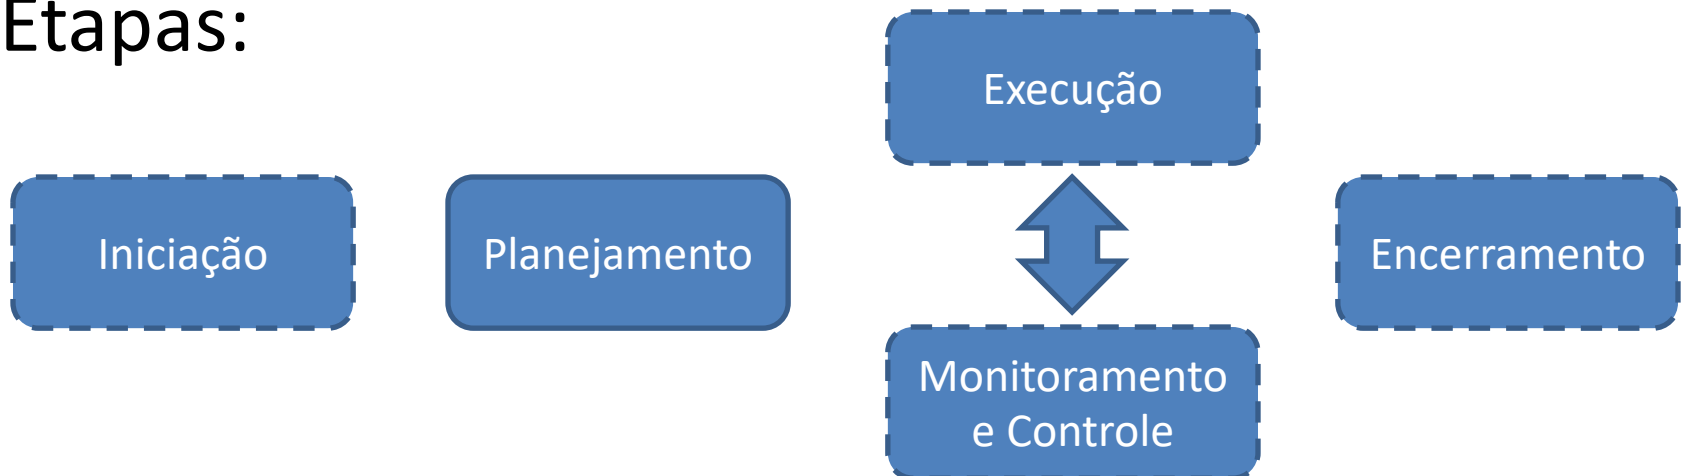 Etapas:
Execução
Iniciação
Planejamento
Encerramento
Monitoramento
e Controle